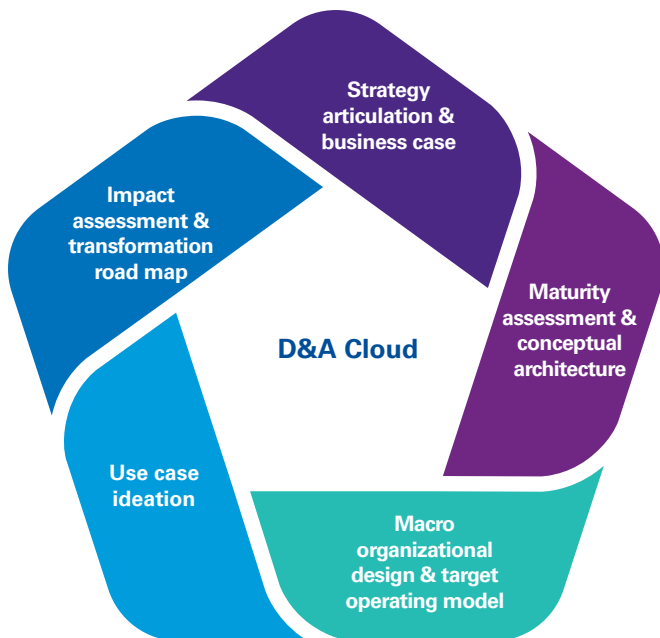 Strategy
articulation &
business case
Impact
assessment &
transformation
road map
Maturity
assessment &
conceptual
architecture
D&A Cloud
Use case
ideation
Macro
organizational
design & target
operating model